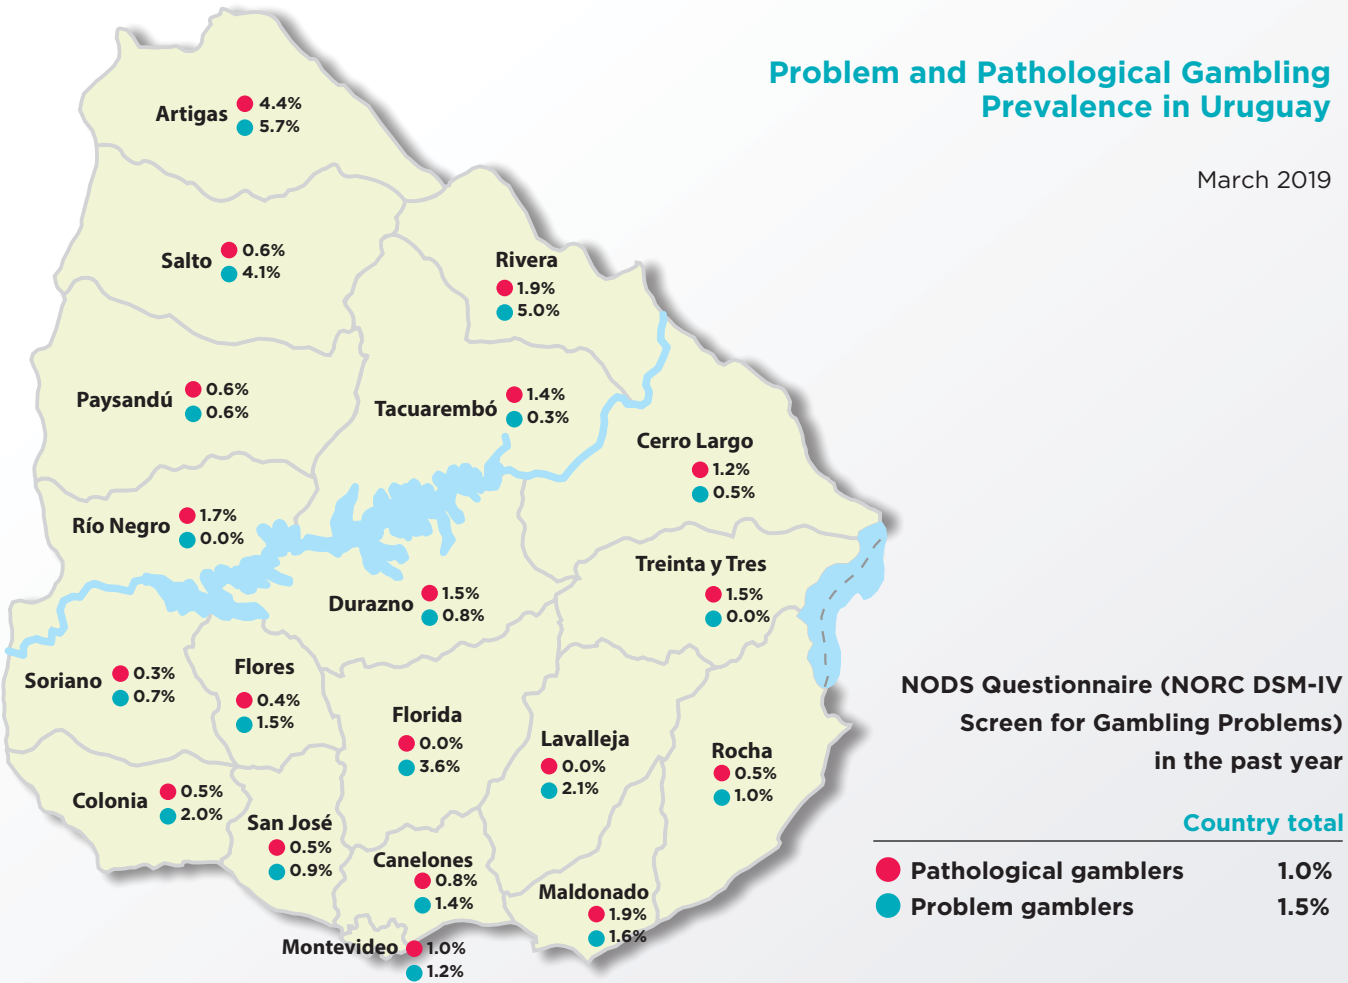 Problem and Pathological Gambling
Prevalence in Uruguay
March 2019
Artigas
4.4%
5.7%
Salto
0.6%
4.1%
Rivera
1.9%
5.0%
Paysandú
0.6%
0.6%
Tacuarembó
1.4%
0.3%
Cerro Largo
1.2%
0.5%
Río Negro
1.7%
0.0%
Treinta y Tres
1.5%
0.0%
Durazno
1.5%
0.8%
Soriano
0.3%
0.7%
Flores
0.4%
1.5%
Florida
0.0%
3.6%
Lavalleja
0.0%
2.1%
Rocha
0.5%
1.0%
Colonia
0.5%
2.0%
San José
0.5%
0.9%
Canelones
0.8%
1.4%
Maldonado
1.9%
1.6%
Montevideo
1.0%
1.2%
NODS Questionnaire (NORC DSM-IV
Screen for Gambling Problems)
in the past year
Country total
Pathological gamblers 1.0%
Problem gamblers 1.5%